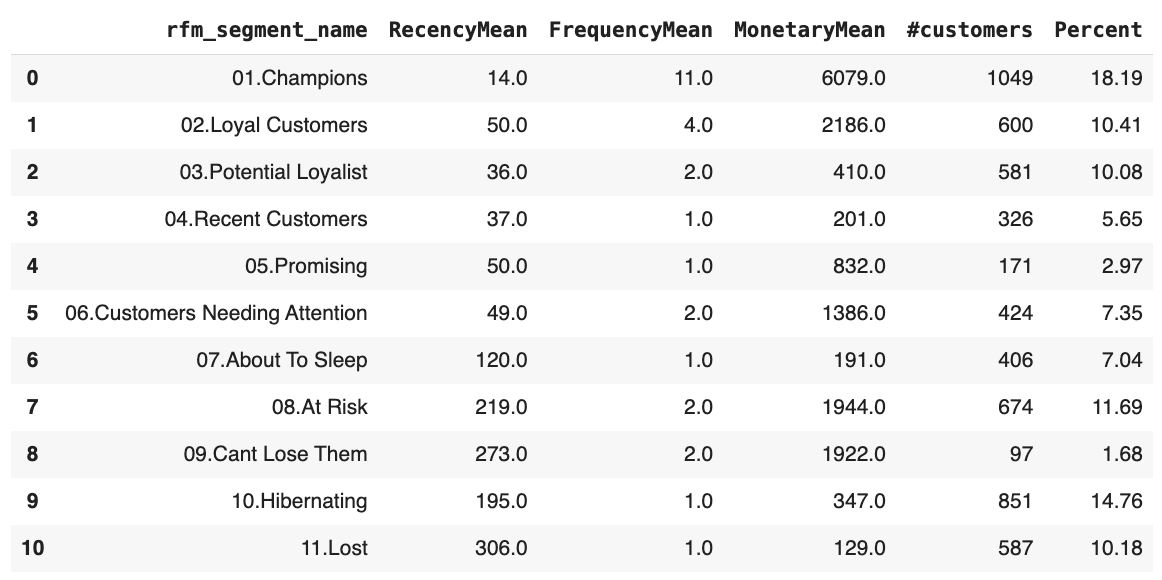 rfm_segment_name RecencyMean FrequencyMean MonetaryMean #customers Percent
0 01.Champions 14.0 11.0 6079.0 1049 18.19
1 02.Loyal Customers 50.0 4.0 2186.0 600 10.41
2 03.Potential Loyalist 36.0 2.0 410.0 581 10.08
3 04.Recent Customers 37.0 1.0 201.0 326 5.65
4 05.Promising 50.0 1.0 832.0 171 2.97
5 06.Customers Needing Attention 49.0 2.0 1386.0 424 7.35
6 07.About To Sleep 120.0 1.0 191.0 406 7.04
7 08.At Risk 219.0 2.0 1944.0 674 11.69
8 09.Cant Lose Them 273.0 2.0 1922.0 97 1.68
9 10.Hibernating 195.0 1.0 347.0 851 14.76
10 11.Lost 306.0 1.0 129.0 587 10.18